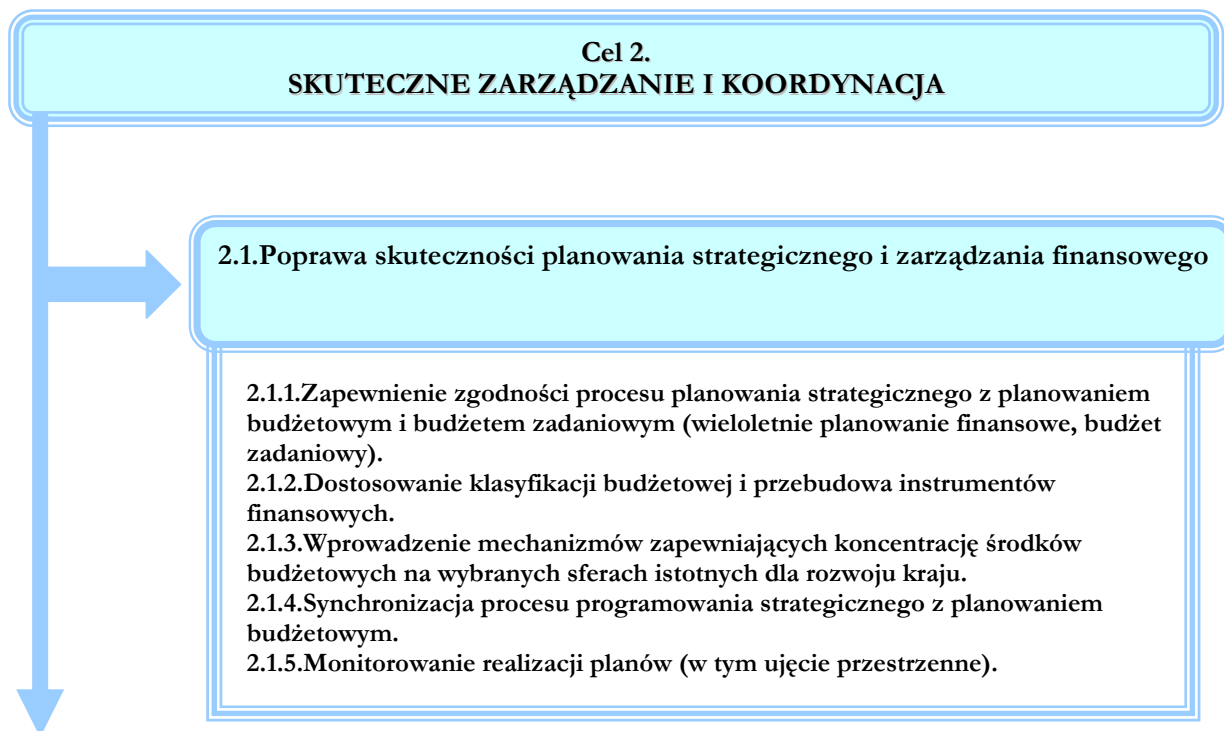 Cel 2.
SKUTECZNE ZARZĄDZANIE I KOORDYNACJA
2.1.Poprawa skuteczności planowania strategicznego i zarządzania finansowego
2.1.1.Zapewnienie zgodności procesu planowania strategicznego z planowaniem
budżetowym i budżetem zadaniowym (wieloletnie planowanie finansowe, budżet
zadaniowy).
2.1.2.Dostosowanie klasyfikacji budżetowej i przebudowa instrumentów
finansowych.
2.1.3.Wprowadzenie mechanizmów zapewniających koncentrację środków
budżetowych na wybranych sferach istotnych dla rozwoju kraju.
2.1.4.Synchronizacja procesu programowania strategicznego z planowaniem
budżetowym.
2.1.5.Monitorowanie realizacji planów (w tym ujęcie przestrzenne).